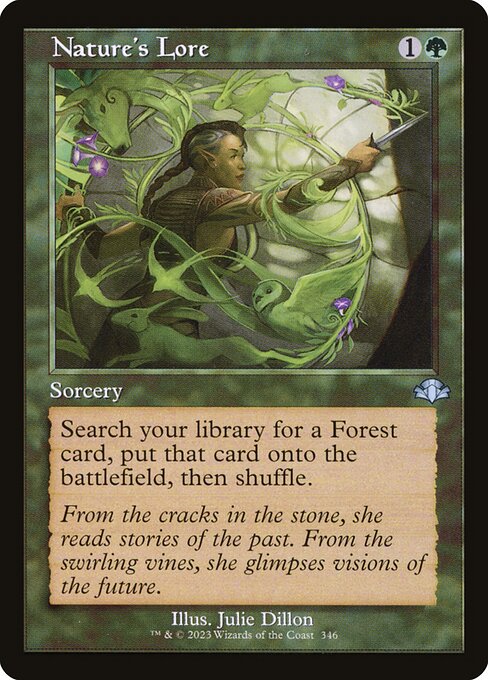 Nature's Lore 1
Sorcery
Search your library for a Forest
card, put that card onto the
battlefield, then shuffle.
From the cracks in the stone, she
reads stories of the past. From the
swirling vines, she glimpses visions of
the future.
Illus. Julie Dillon
™ & © 2023 Wizards of the Coast 346